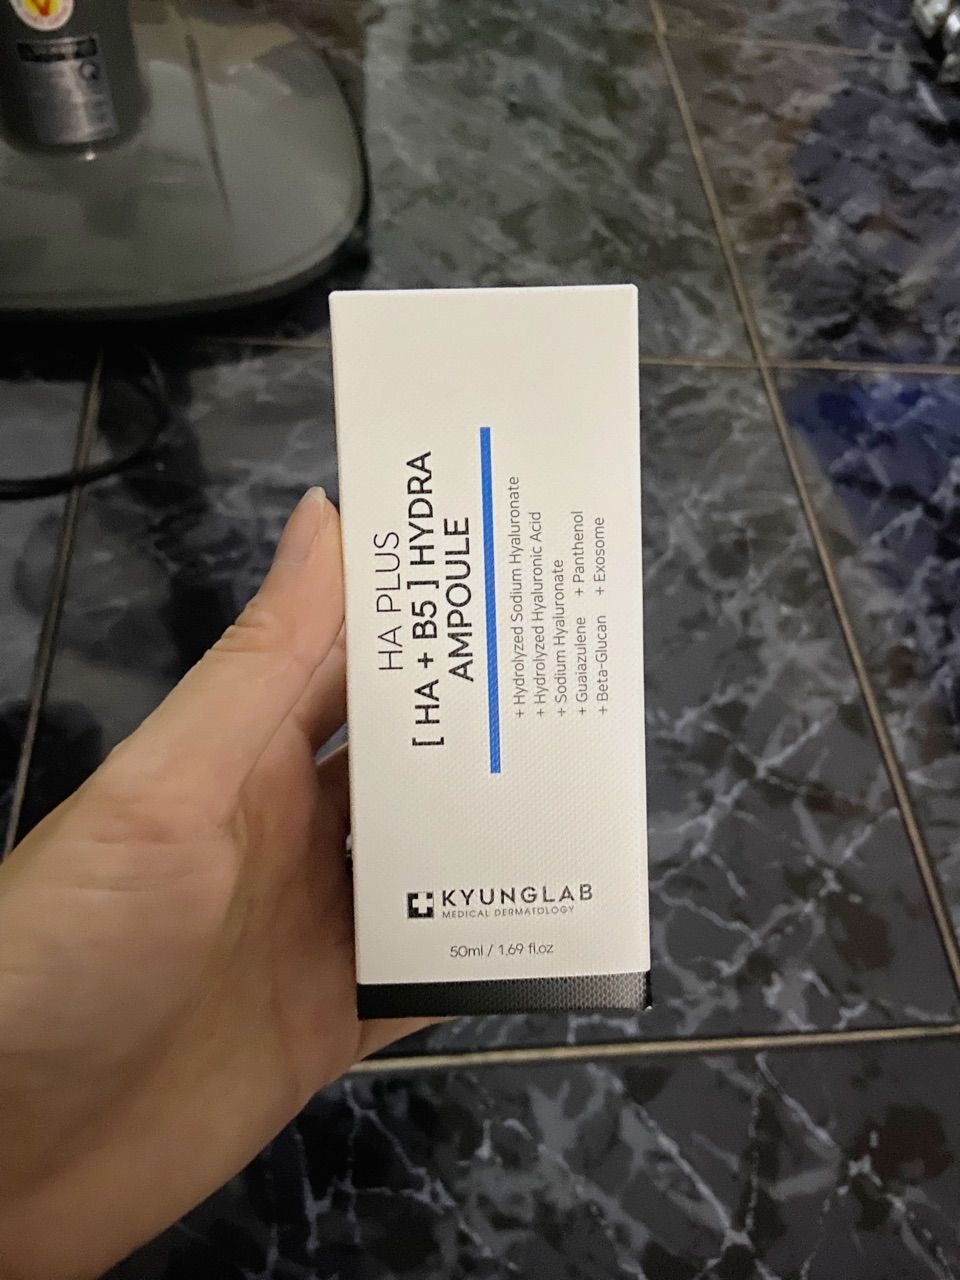 HA PLUS
[ HA + B5 ] HYDRA
AMPOULE
+ Hydrolyzed Sodium Hyaluronate
+ Hydrolyzed Hyaluronic Acid
+ Sodium Hyaluronate
+ Guaiazulene + Panthenol
+ Beta-Glucan + Exosome
KYUNGLAB
MEDICAL DERMATOLOGY
50ml / 1.69 fl.oz